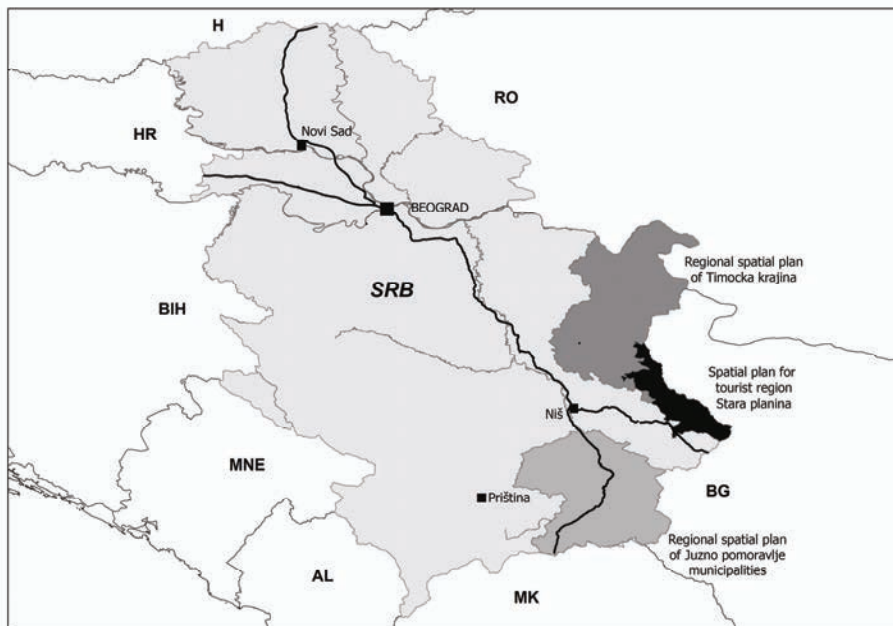 H
RO
HR
Novi Sad
BEOGRAD
Regional spatial plan
of Timocka krajina
SRB
BIH
Spatial plan for
tourist region
Stara planina
Niš
MNE
BG
Priština
Regional spatial plan
of Juzno pomoravlje
municipalities
AL
MK